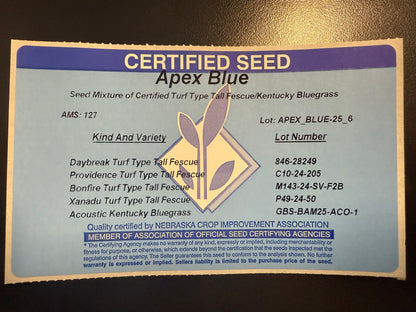 CERTIFIED SEED
Apex Blue
Seed Mixture of Certified Turf Type Tall Fescue/Kentucky Bluegrass
AMS: 127 Lot: APEX_BLUE-25_6
Kind And Variety Lot Number
Daybreak Turf Type Tall Fescue 846-28249
Providence Turf Type Tall Fescue C10-24-205
Bonfire Turf Type Tall Fescue M143-24-SV-F2B
Xanadu Turf Type Tall Fescue P49-24-50
Acoustic Kentucky Bluegrass GBS-BAM25-ACO-1
Quality certified by NEBRASKA CROP IMPROVEMENT ASSOCIATION
MEMBER OF ASSOCIATION OF OFFICIAL SEED CERTIFYING AGENCIES
* The Certifying Agency makes no warranty of any kind, expressly or implied, including merchantability or
fitness for purpose, or otherwise, which extends beyond the certification that the seeds inspected met the
regulations of this agency. The Seller guarantees this seed to conform to the analysis shown. No further
warranty is expressed or implied. Sellers liability is limited to the purchase price of the seed.